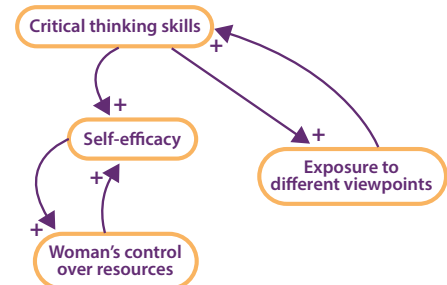 Critical thinking skills
+
+
+
Self-efficacy
+
Exposure to
different viewpoints
+
Woman's control
over resources